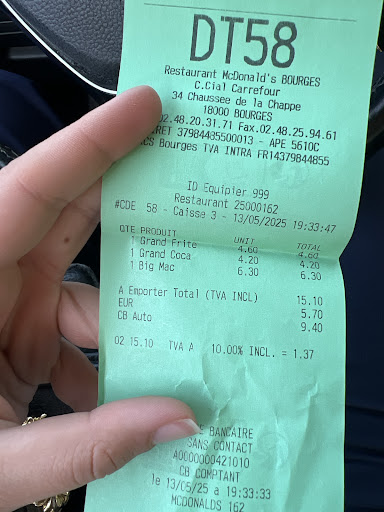 DT58
Restaurant McDonald's BOURGES
C.Cial Carrefour
34 Chaussee de la Chappe
18000 BOURGES
02.48.20.31.71 Fax.02.48.25.94.61
RET 37984485500013 - APE 5610C
CS Bourges TVA INTRA FR14379844855
ID Equipier 999
Restaurant 25000162
#CDE 58 - Caisse 3 - 13/05/2025 19:33:47
QTE PRODUIT UNIT TOTAL
1 Grand Frite 4.60 4.60
1 Grand Coca 4.20 4.20
1 Big Mac 6.30 6.30
A Emporter Total (TVA INCL) 15.10
EUR 5.70
CB Auto 9.40
02 15.10 TVA A 10.00% INCL. = 1.37
BANCAIRE
SANS CONTACT
A0000000421010
CB COMPTANT
le 13/05/25 a 19:33:33
MCDONALDS 162